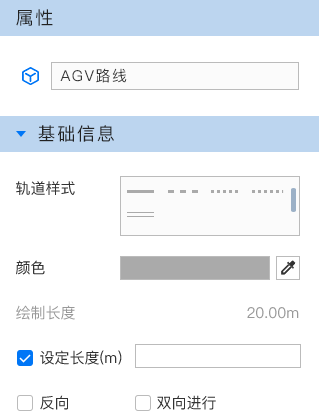 属性
AGV路线
基础信息
轨道样式
颜色
绘制长度 20.00m
设定长度(m)
反向 双向进行